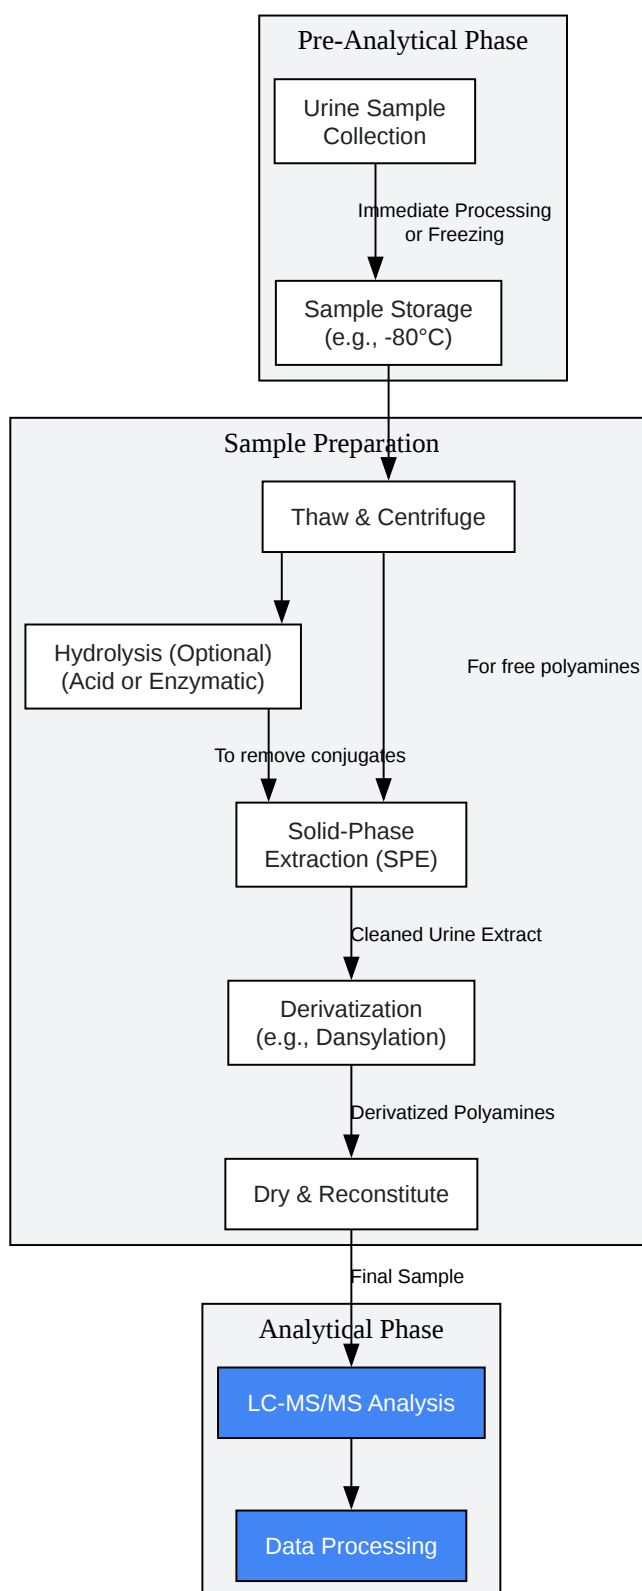 Pre-Analytical Phase
Urine Sample
Collection
Immediate Processing
or Freezing
Sample Storage
(e.g., -80°C)
Sample Preparation
Thaw & Centrifuge
Hydrolysis (Optional)
(Acid or Enzymatic)
For free polyamines
To remove conjugates
Solid-Phase
Extraction (SPE)
Cleaned Urine Extract
Derivatization
(e.g., Dansylation)
Derivatized Polyamines
Dry & Reconstitute
Final Sample
Analytical Phase
LC-MS/MS Analysis
Data Processing